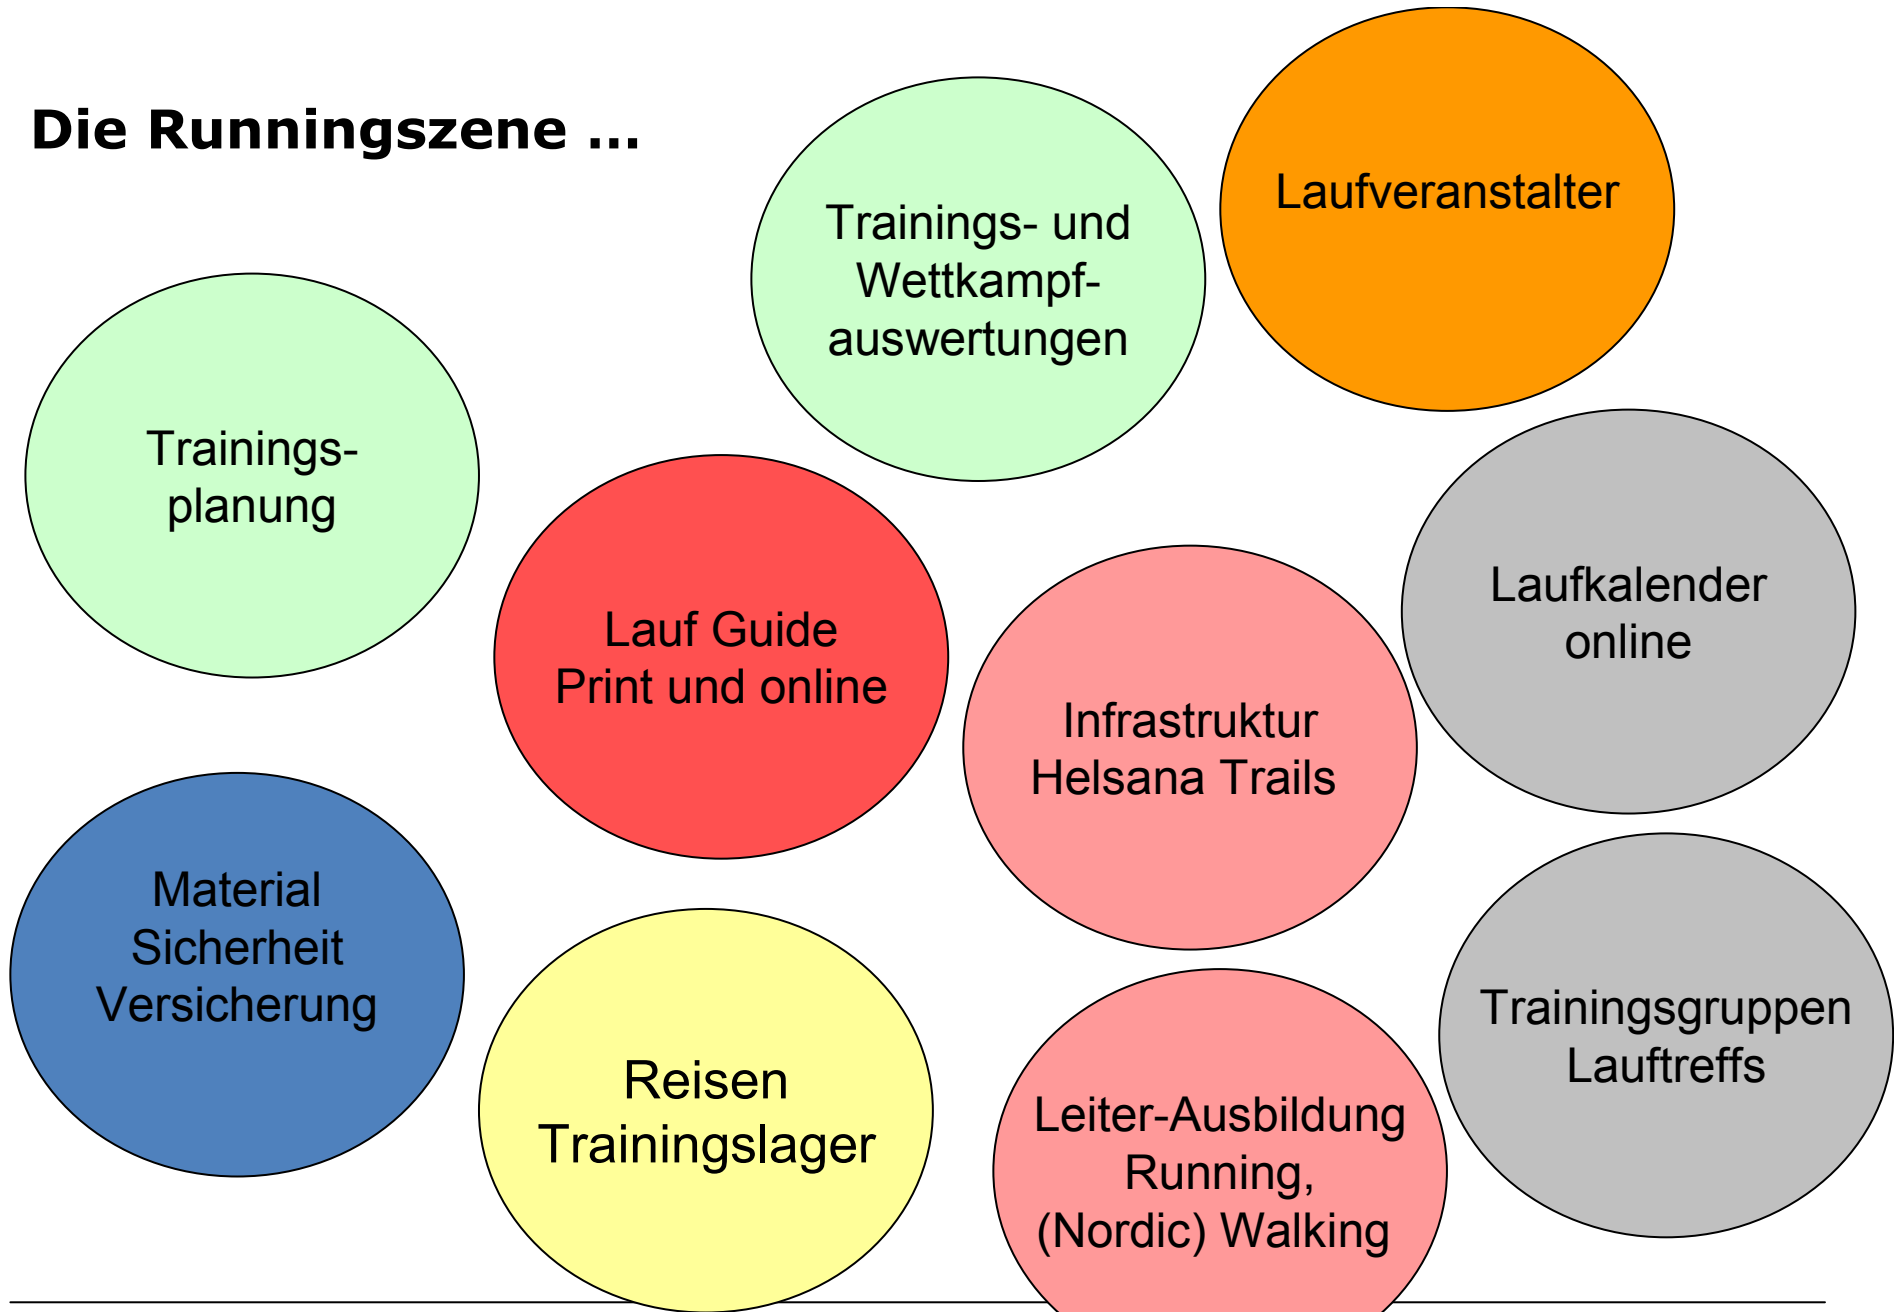 Die Runningszene ...
Laufveranstalter
Trainings- und
Wettkampf-
auswertungen
Trainings-
planung
Lauf Guide
Print und online
Laufkalender
online
Infrastruktur
Helsana Trails
Material
Sicherheit
Versicherung
Reisen
Trainingslager
Trainingsgruppen
Lauftreffs
Leiter-Ausbildung
Running,
(Nordic) Walking